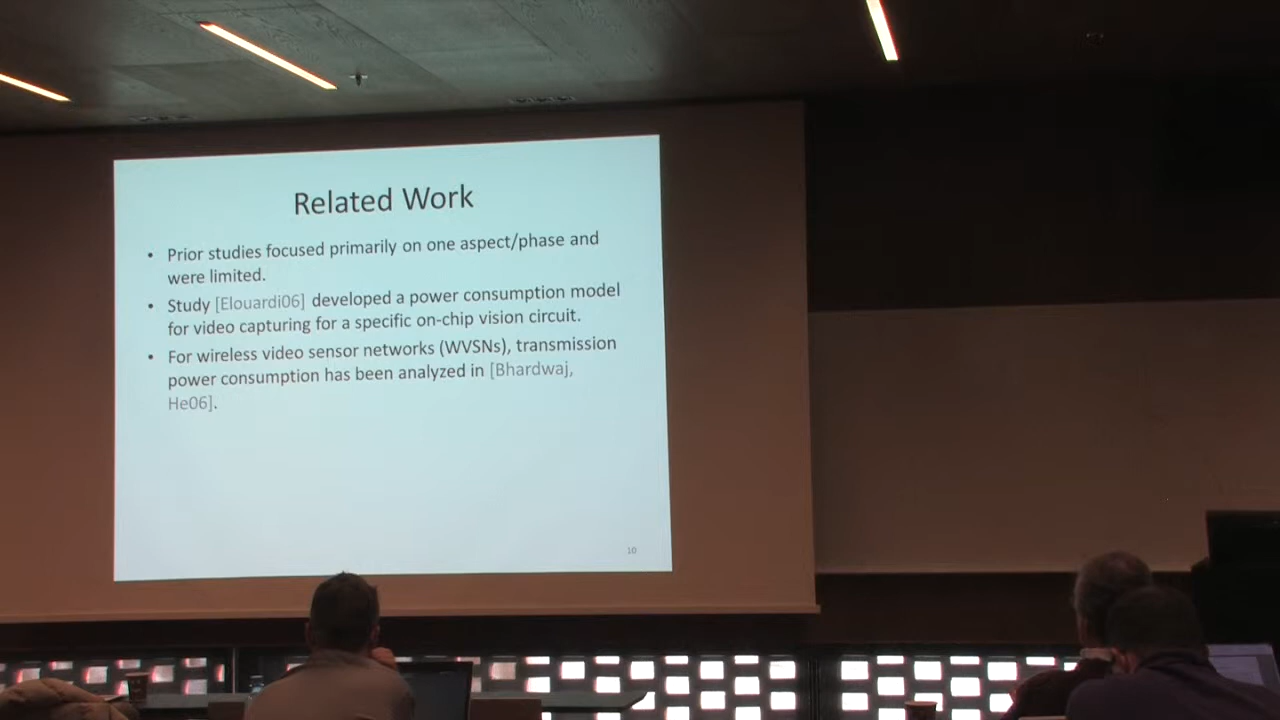 Related Work
• Prior studies focused primarily on one aspect/phase and
were limited.
• Study [Elouardi06] developed a power consumption model
for video capturing for a specific on-chip vision circuit.
• For wireless video sensor networks (WVSNs), transmission
power consumption has been analyzed in [Bhardwaj,
He06].
10